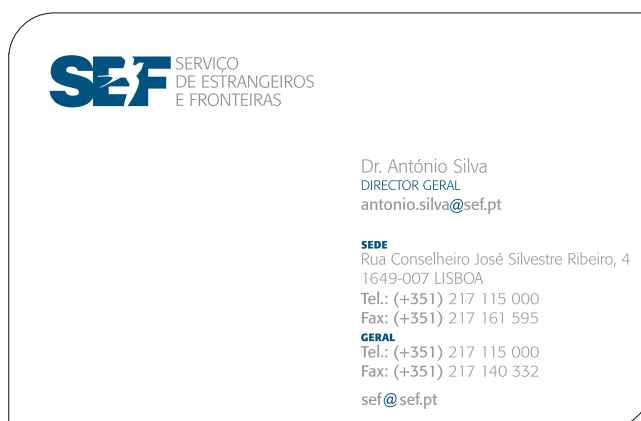 SEF
SERVIÇO
DE ESTRANGEIROS
E FRONTEIRAS
Dr. António Silva
DIRECTOR GERAL
antonio.silva@sef.pt
SEDE
Rua Conselheiro José Silvestre Ribeiro, 4
1649-007 LISBOA
Tel.: (+351) 217 115 000
Fax: (+351) 217 161 595
GERAL
Tel.: (+351) 217 115 000
Fax: (+351) 217 140 332
sef@sef.pt